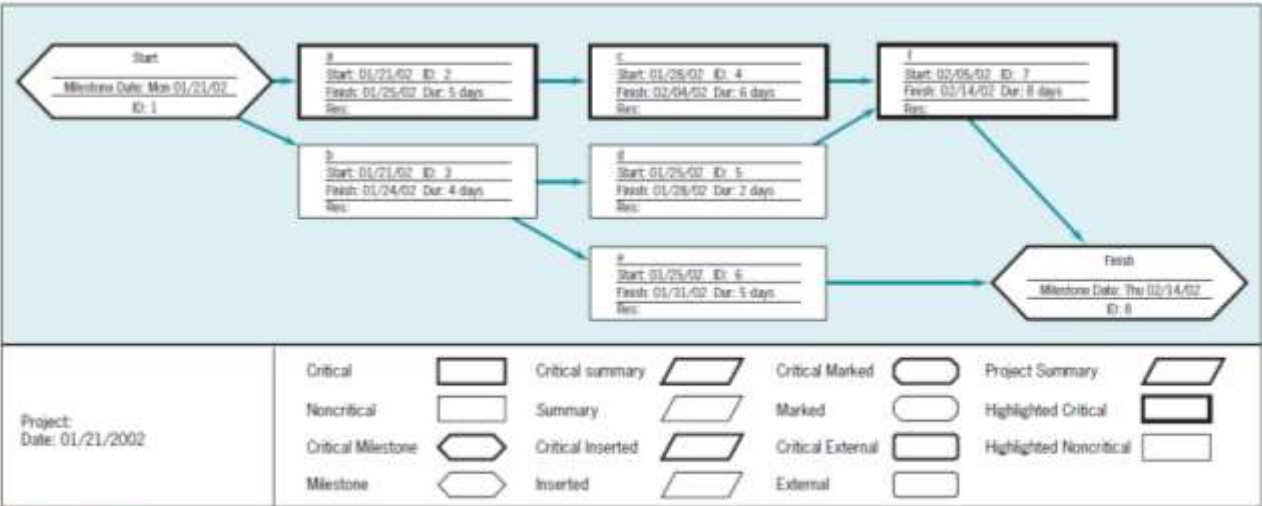 Start
Milestone Date: Mon 01/21/02
ID: 1
a
Start: 01/21/02 ID: 2
Finish: 01/25/02 Dur: 5 days
Res:
c
Start: 01/28/02 ID: 4
Finish: 02/04/02 Dur: 6 days
Res:
f
Start: 02/05/02 ID: 7
Finish: 02/14/02 Dur: 8 days
Res:
b
Start: 01/21/02 ID: 3
Finish: 01/24/02 Dur: 4 days
Res:
d
Start: 01/25/02 ID: 5
Finish: 01/28/02 Dur: 2 days
Res:
e
Start: 01/25/02 ID: 6
Finish: 01/31/02 Dur: 5 days
Res:
Finish
Milestone Date: Thu 02/14/02
ID: 8
Project:
Date: 01/21/2002
Critical
Noncritical
Critical Milestone
Milestone
Critical summary
Summary
Critical Inserted
Inserted
Critical Marked
Marked
Critical External
External
Project Summary
Highlighted Critical
Highlighted Noncritical